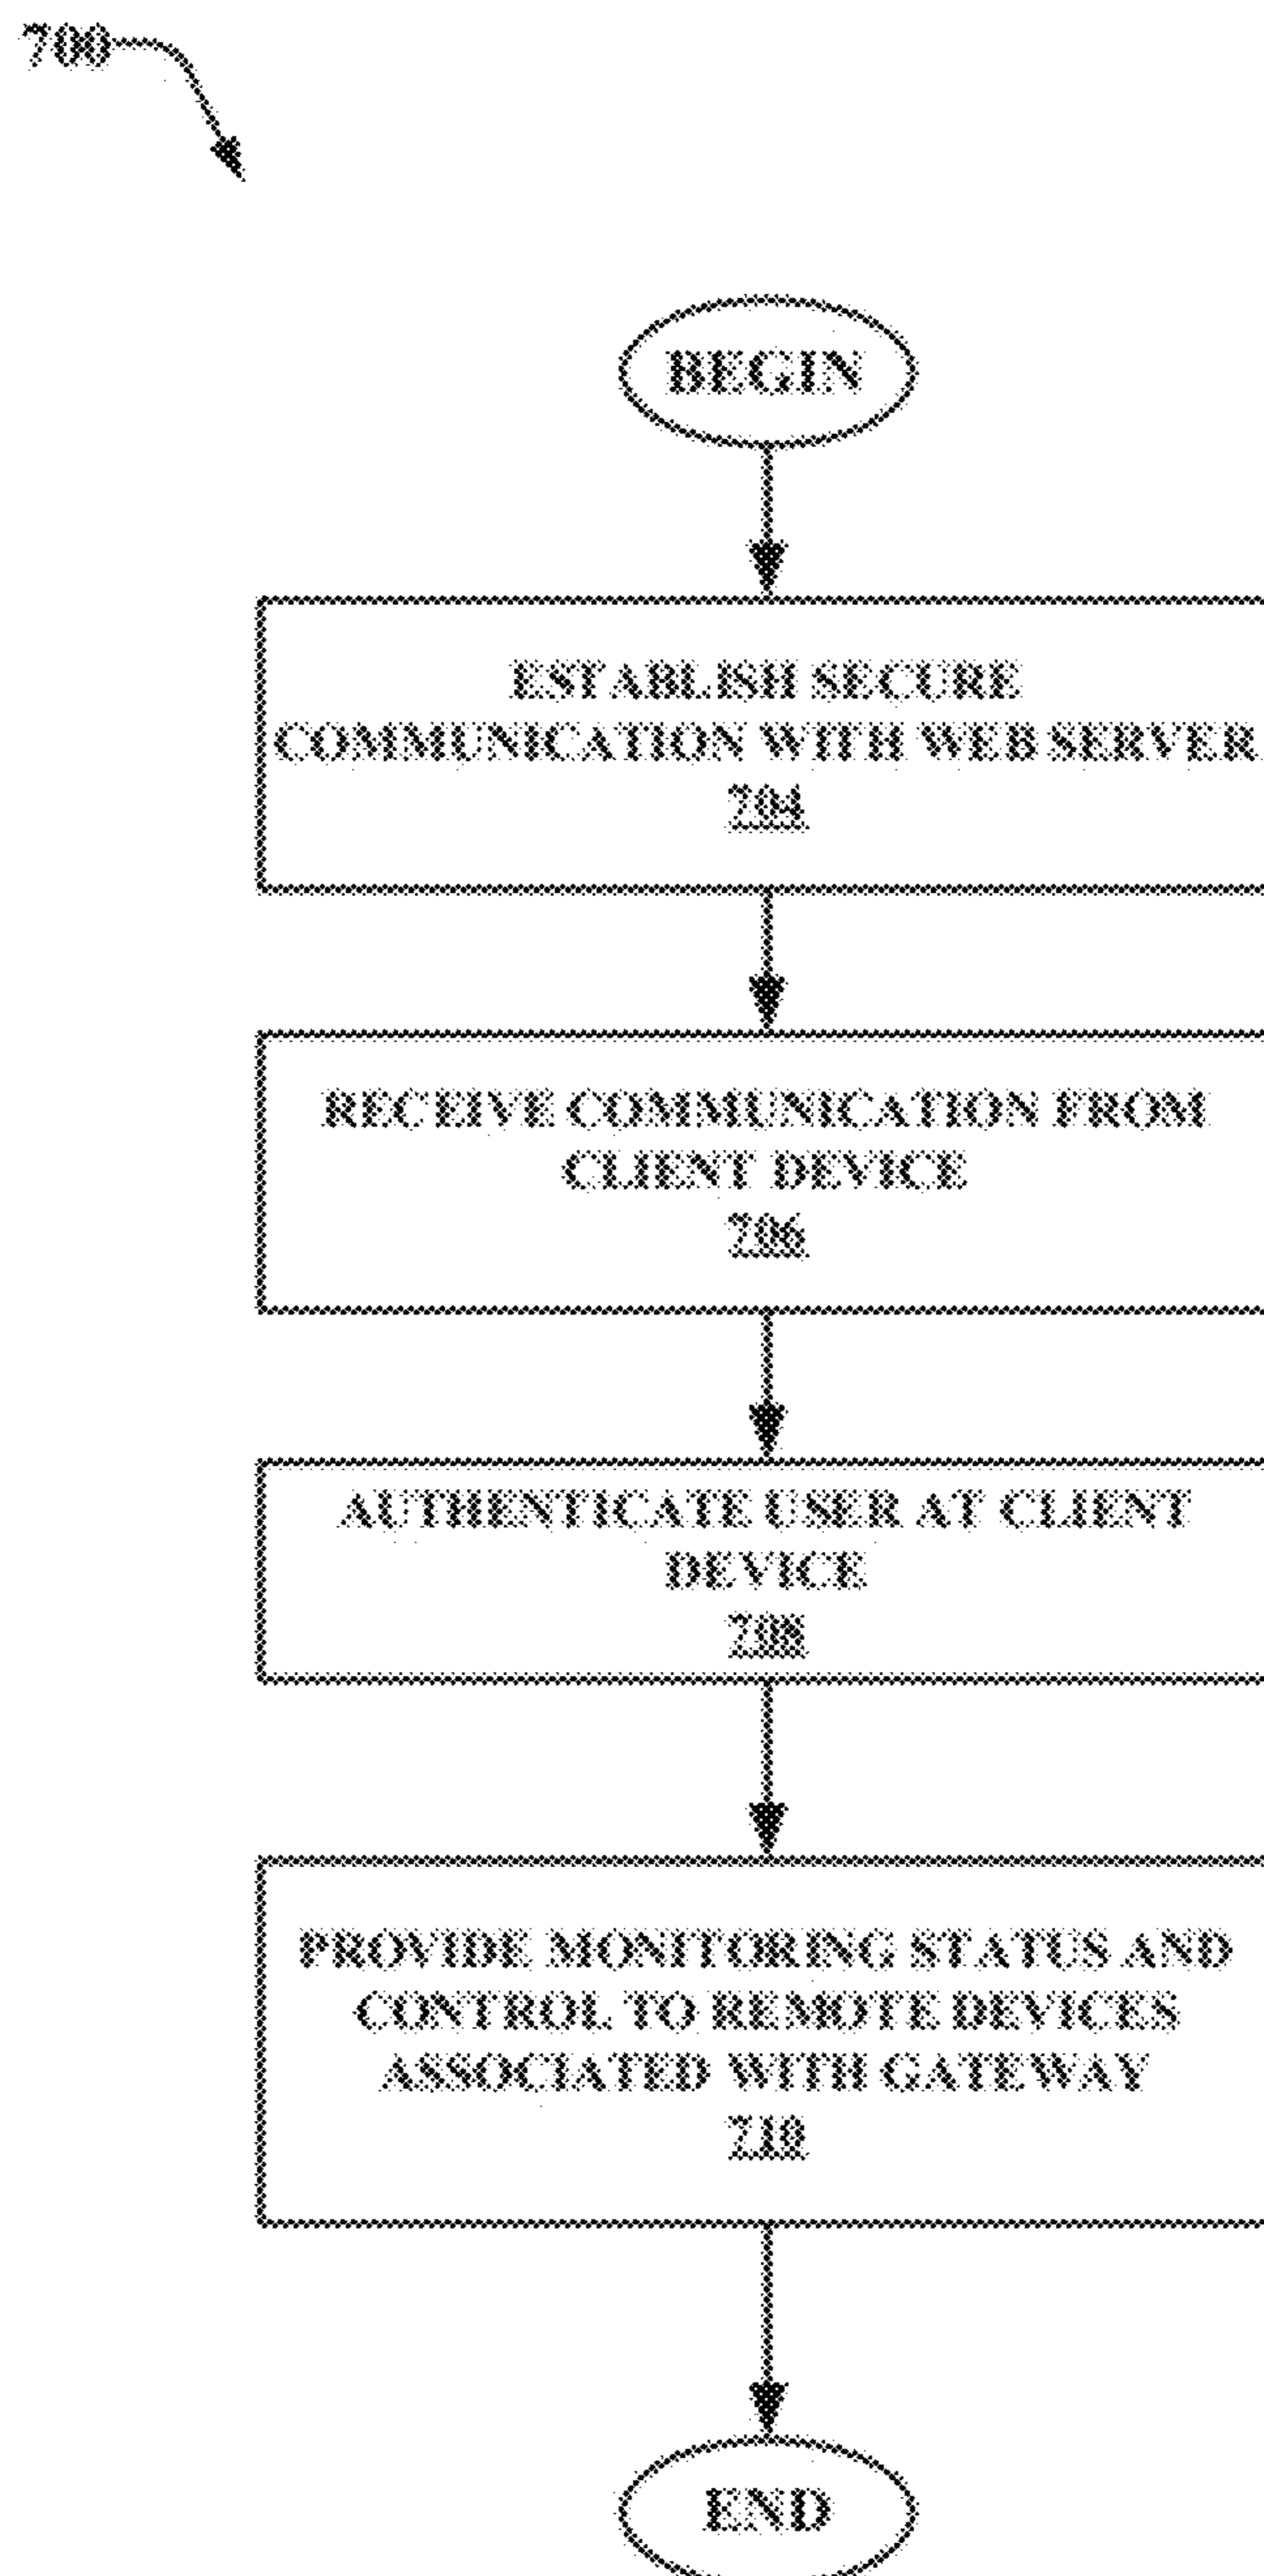 700
BEGIN
ESTABLISH SECURE
COMMUNICATION WITH WEB SERVER
704
RECEIVE COMMUNICATION FROM
CLIENT DEVICE
706
AUTHENTICATE USER AT CLIENT
DEVICE
708
PROVIDE MONITORING STATUS AND
CONTROL TO REMOTE DEVICES
ASSOCIATED WITH GATEWAY
710
END